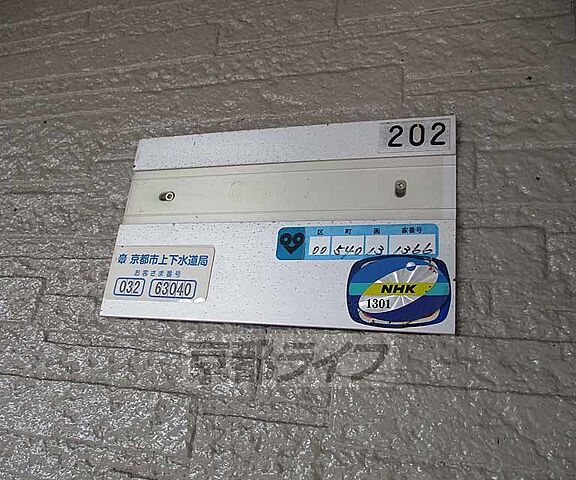 202
区 町 画 家番号
00 540 13 1366
京都市上下水道局
お客さま番号
032 63040
NHK
1301
京都ライフ